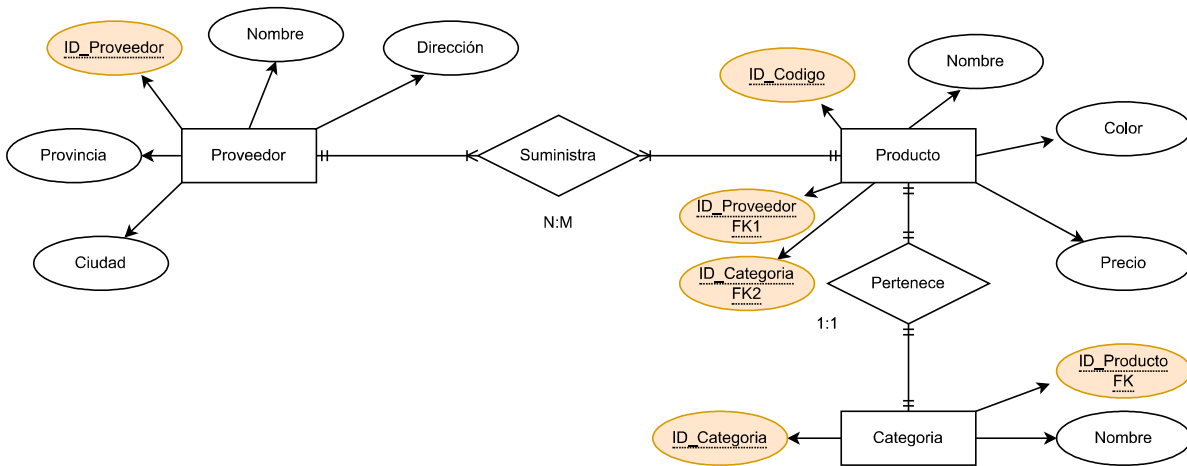 ID_Proveedor
Nombre
Dirección
Provincia
Proveedor
Ciudad
Suministra
N:M
ID_Codigo
Nombre
Color
Producto
ID_Proveedor
FK1
ID_Categoria
FK2
Precio
Pertenece
1:1
ID_Producto
FK
ID_Categoria
Categoria
Nombre